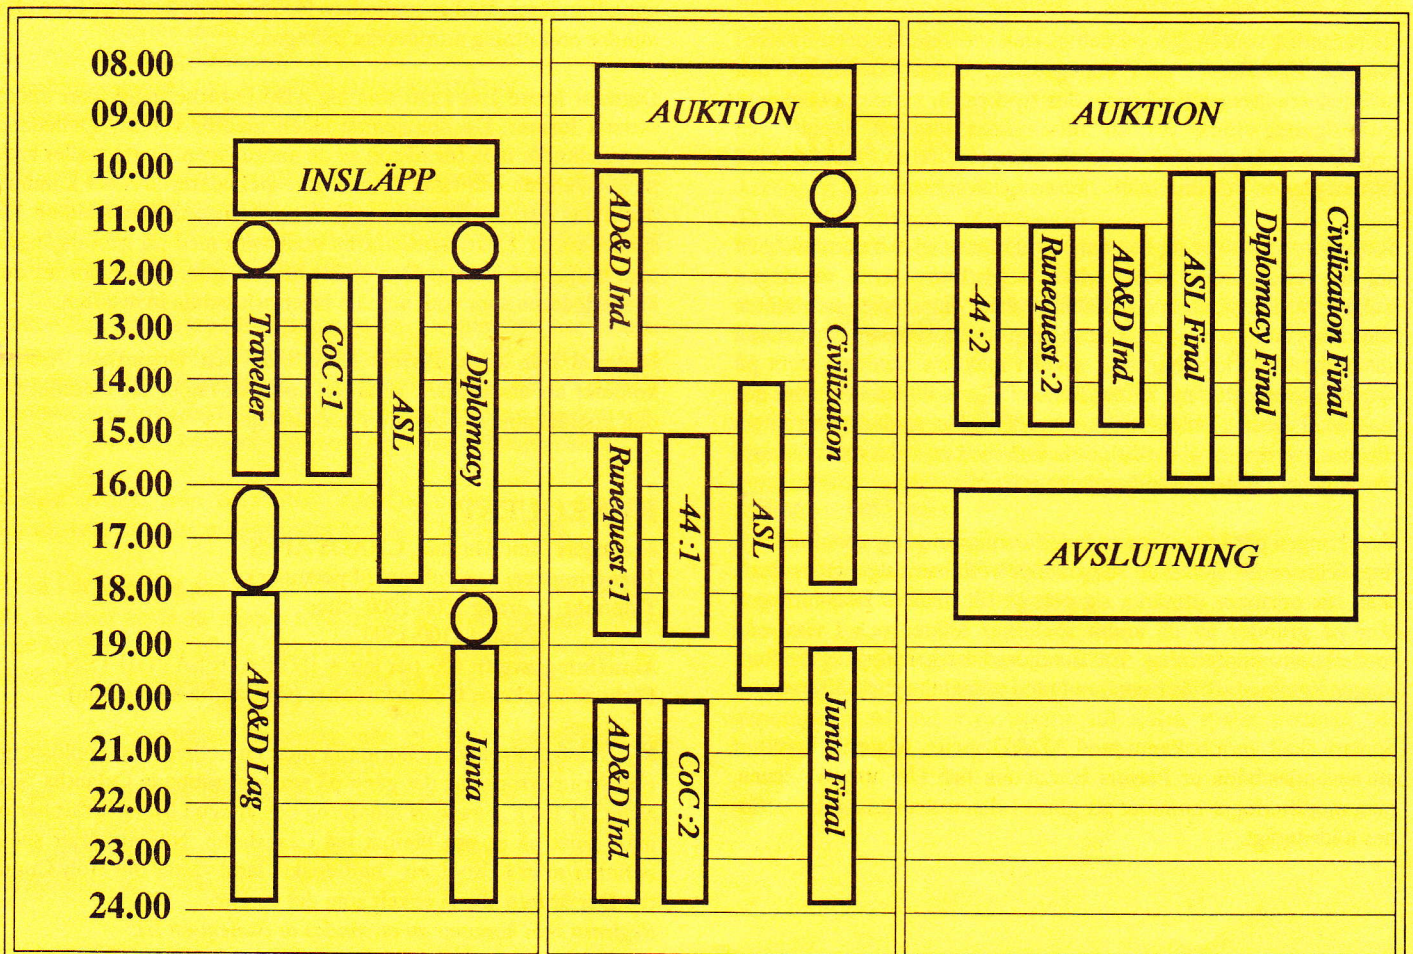 08.00
09.00
10.00
11.00
12.00
13.00
14.00
15.00
16.00
17.00
18.00
19.00
20.00
21.00
22.00
23.00
24.00
INSLÄPP
Traveller
CoC :1
ASL
Diplomacy
AD&D Lag
Junta
AUKTION
AD&D Ind.
Civilization
Runequest :1
-44 :1
ASL
AD&D Ind.
CoC :2
Junta Final
AUKTION
-44 :2
Runequest :2
AD&D Ind.
ASL Final
Diplomacy Final
Civilization Final
AVSLUTNING